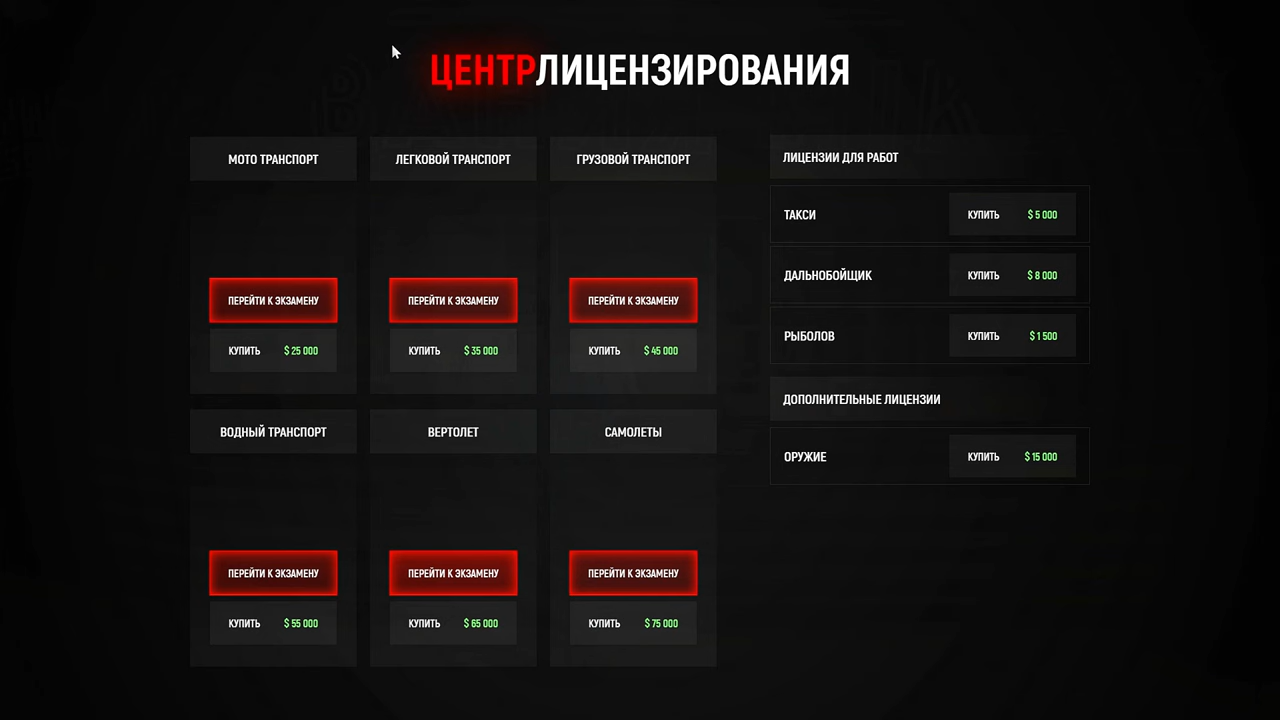 ЦЕНТРЛИЦЕНЗИРОВАНИЯ
МОТО ТРАНСПОРТ
ПЕРЕЙТИ К ЭКЗАМЕНУ
КУПИТЬ $ 25 000
ЛЕГКОВОЙ ТРАНСПОРТ
ПЕРЕЙТИ К ЭКЗАМЕНУ
КУПИТЬ $ 35 000
ГРУЗОВОЙ ТРАНСПОРТ
ПЕРЕЙТИ К ЭКЗАМЕНУ
КУПИТЬ $ 45 000
ВОДНЫЙ ТРАНСПОРТ
ПЕРЕЙТИ К ЭКЗАМЕНУ
КУПИТЬ $ 55 000
ВЕРТОЛЕТ
ПЕРЕЙТИ К ЭКЗАМЕНУ
КУПИТЬ $ 65 000
САМОЛЕТЫ
ПЕРЕЙТИ К ЭКЗАМЕНУ
КУПИТЬ $ 75 000
ЛИЦЕНЗИИ ДЛЯ РАБОТ
ТАКСИ КУПИТЬ $ 5 000
ДАЛЬНОБОЙЩИК КУПИТЬ $ 8 000
РЫБОЛОВ КУПИТЬ $ 1 500
ДОПОЛНИТЕЛЬНЫЕ ЛИЦЕНЗИИ
ОРУЖИЕ КУПИТЬ $ 15 000